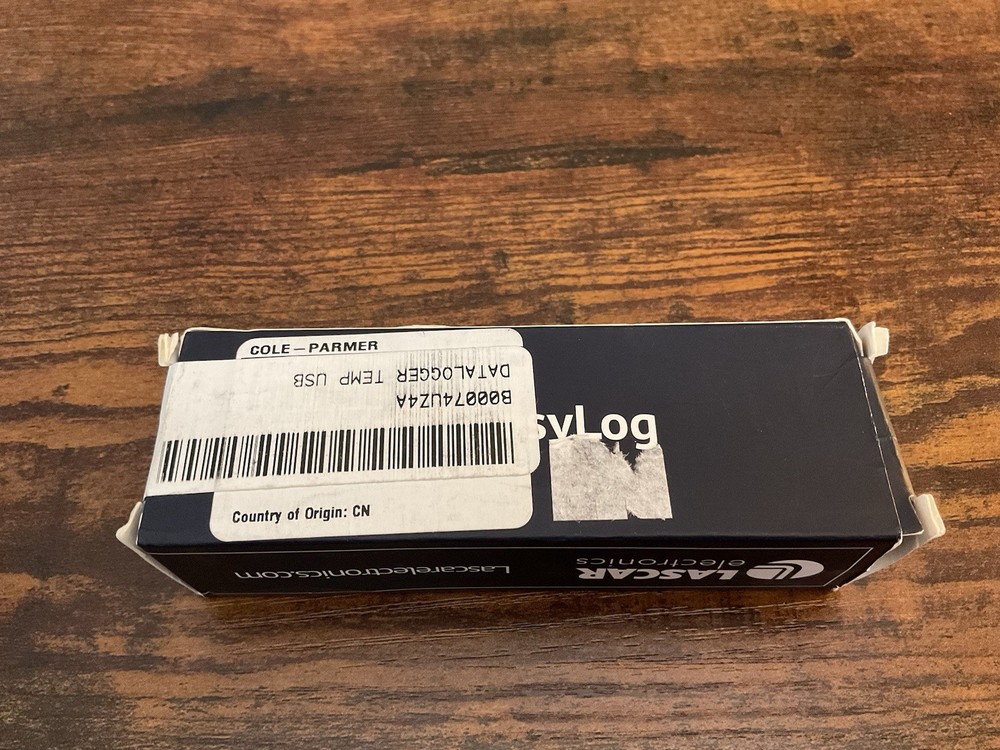 COLE-PARMER
DATALOGGER TEMP USB
B00074UZ4A
syLog
Country of Origin: CN
LASCAR
electronics
Lascarelectronics.com